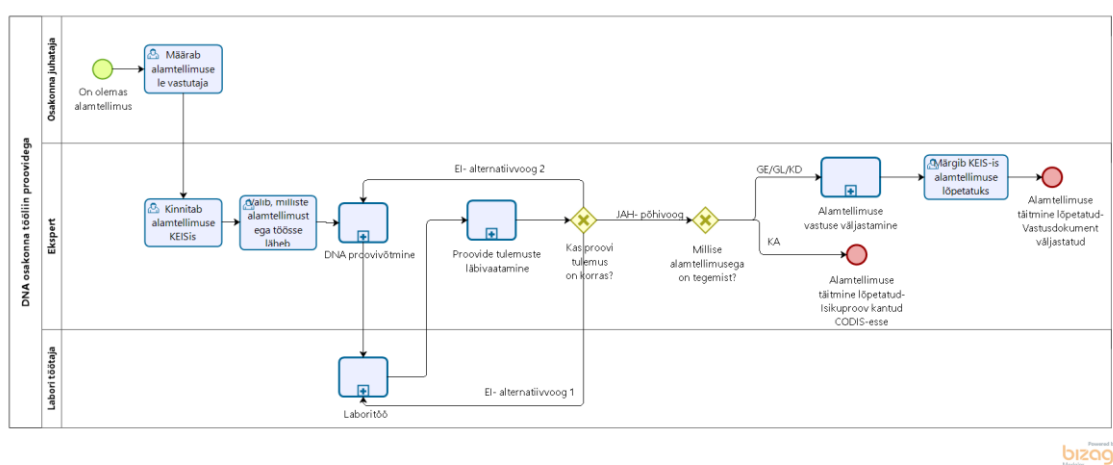 DNA osakonna tööliin proovidega
Osakonna juhataja
On olemas
alamtellimus
Määrab
alamtellimuse
le vastutaja
Ekspert
Kinnitab
alamtellimuse
KEISis
Valib, milliste
alamtellimust
ega töösse
läheb
DNA proovivõtmine
EI- alternatiivvoog 2
Proovide tulemuste
läbivaatamine
Kas proovi
tulemus
on korras?
JAH- põhivoog
Millise
alamtellimusega
on tegemist?
GE/GL/KD
KA
Alamtellimuse
vastuse väljastamine
Märgib KEIS-is
alamtellimuse
lõpetatuks
Alamtellimuse
täitmine lõpetatud-
Vastusdokument
väljastatud
Alamtellimuse
täitmine lõpetatud-
Isikuproov kantud
CODIS-esse
Labori töötaja
Laboritöö
EI- alternatiivvoog 1
Powered
bizag